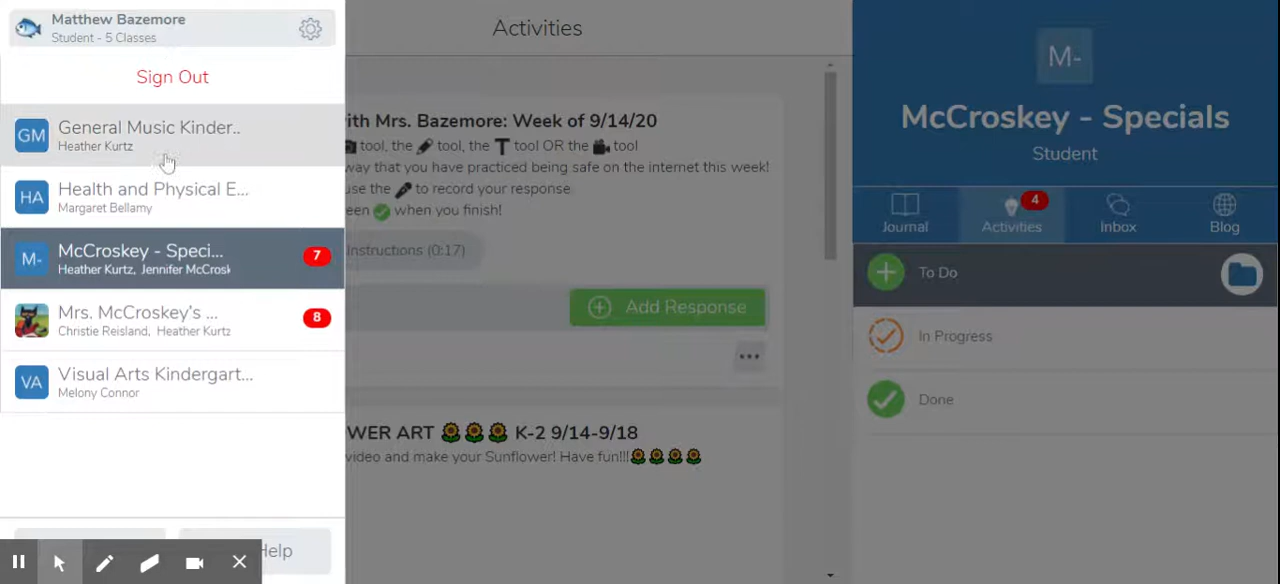 Matthew Bazemore
Student - 5 Classes
Sign Out
GM
General Music Kinder..
Heather Kurtz
HA
Health and Physical E...
Margaret Bellamy
M-
McCroskey - Speci...
Heather Kurtz, Jennifer McCrosk
7
Mrs. McCroskey's ...
Christie Reisland, Heather Kurtz
8
VA
Visual Arts Kindergart...
Melony Connor
Help
Activities
ith Mrs. Bazemore: Week of 9/14/20
tool, the tool, the T tool OR the tool
way that you have practiced being safe on the internet this week!
use the to record your response
een when you finish!
Instructions (0:17)
Add Response
WER ART K-2 9/14-9/18
video and make your Sunflower! Have fun!!!
M-
McCroskey - Specials
Student
Journal
4
Activities
Inbox
Blog
To Do
In Progress
Done